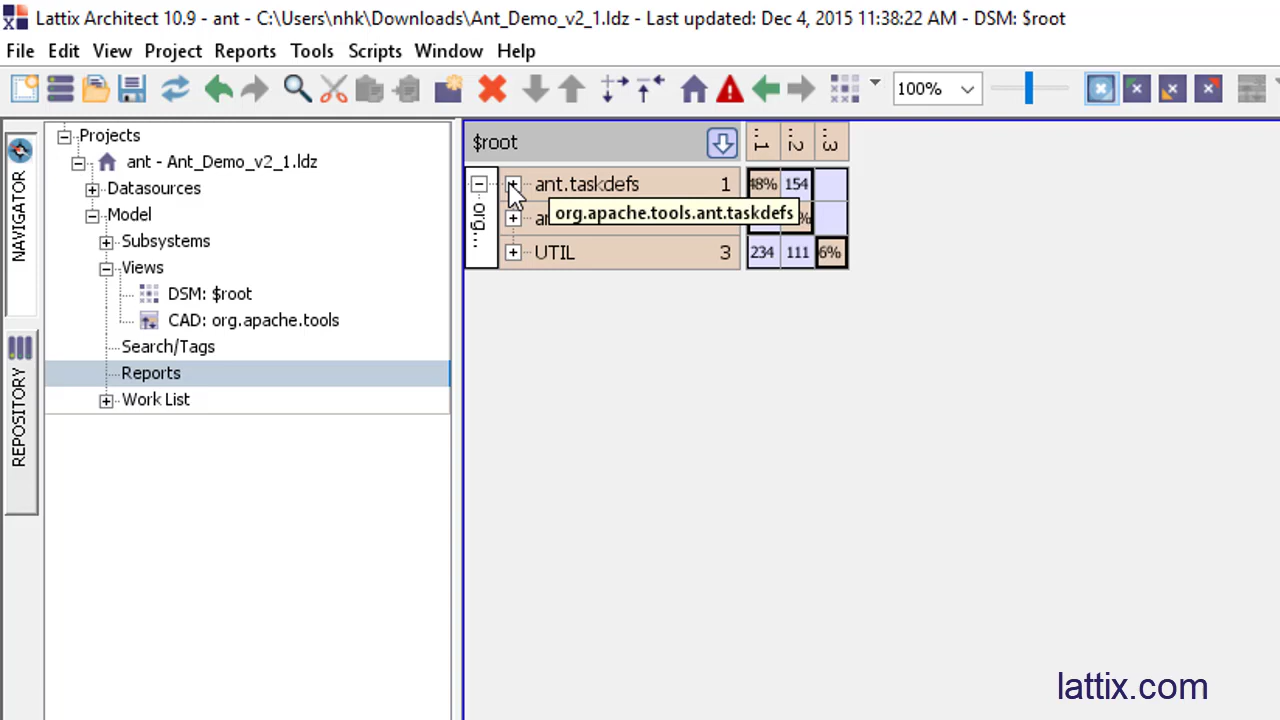 Lattix Architect 10.9 - ant - C:\Users\nhk\Downloads\Ant_Demo_v2_1.ldz - Last updated: Dec 4, 2015 11:38:22 AM - DSM: $root
File Edit View Project Reports Tools Scripts Window Help
100%
NAVIGATOR
REPOSITORY
Projects
ant - Ant_Demo_v2_1.ldz
Datasources
Model
Subsystems
Views
DSM: $root
CAD: org.apache.tools
Search/Tags
Reports
Work List
$root
..1 ..2 ..3
org...
ant.taskdefs 1 48% 154
org.apache.tools.ant.taskdefs
UTIL 3 234 111 6%
lattix.com